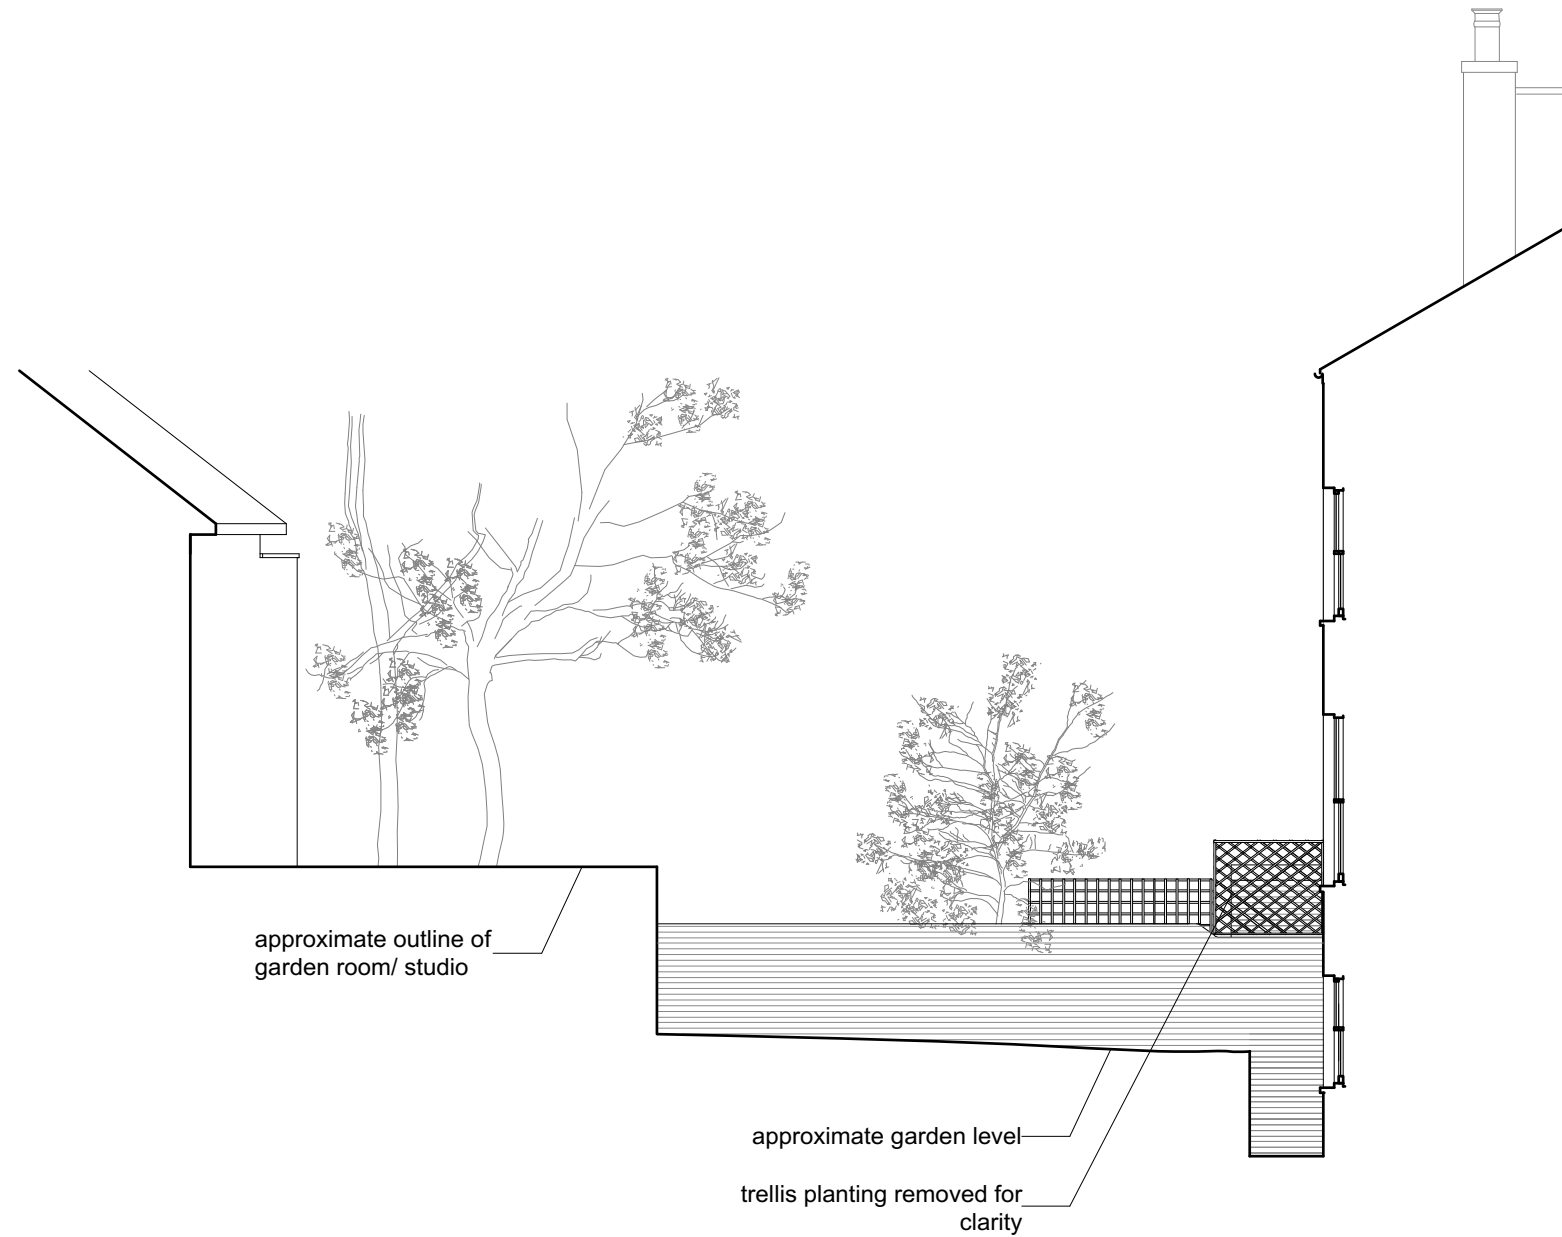 approximate outline of
garden room/ studio
approximate garden level
trellis planting removed for
clarity